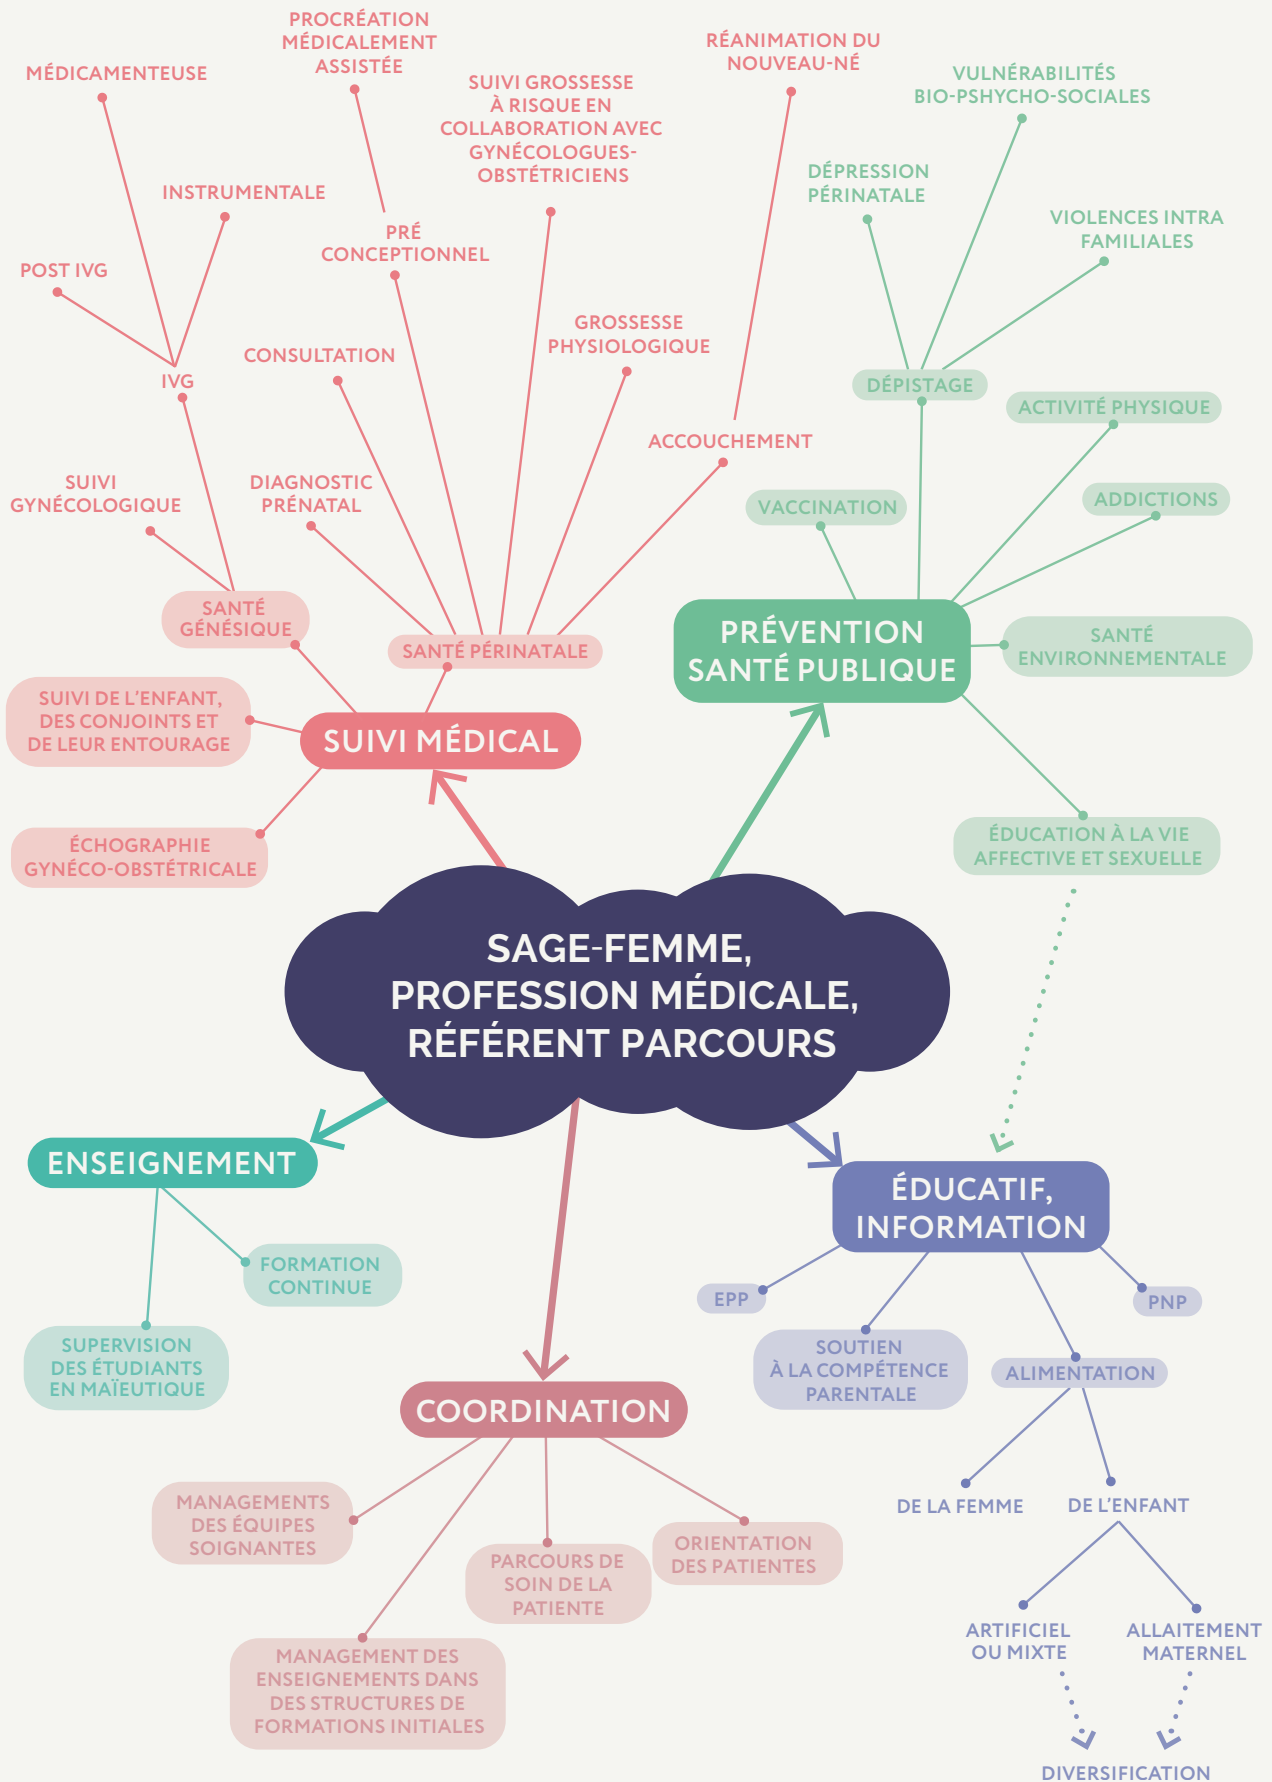 PROCRÉATION
MÉDICALEMENT
ASSISTÉE
RÉANIMATION DU
NOUVEAU-NÉ
MÉDICAMENTEUSE
SUIVI GROSSESSE
À RISQUE EN
COLLABORATION AVEC
GYNÉCOLOGUES-
OBSTÉTRICIENS
VULNÉRABILITÉS
BIO-PSHYCHO-SOCIALES
DÉPRESSION
PÉRINATALE
INSTRUMENTALE
VIOLENCES INTRA
FAMILIALES
PRÉ
CONCEPTIONNEL
POST IVG
GROSSESSE
PHYSIOLOGIQUE
CONSULTATION
IVG
DÉPISTAGE
ACTIVITÉ PHYSIQUE
ACCOUCHEMENT
SUIVI
GYNÉCOLOGIQUE
DIAGNOSTIC
PRÉNATAL
VACCINATION
ADDICTIONS
SANTÉ
GÉNÉSIQUE
SANTÉ PÉRINATALE
PRÉVENTION
SANTÉ PUBLIQUE
SANTÉ
ENVIRONNEMENTALE
SUIVI DE L'ENFANT,
DES CONJOINTS ET
DE LEUR ENTOURAGE
SUIVI MÉDICAL
ÉCHOGRAPHIE
GYNÉCO-OBSTÉTRICALE
ÉDUCATION À LA VIE
AFFECTIVE ET SEXUELLE
SAGE-FEMME,
PROFESSION MÉDICALE,
RÉFÉRENT PARCOURS
ENSEIGNEMENT
ÉDUCATIF,
INFORMATION
FORMATION
CONTINUE
EPP
PNP
SUPERVISION
DES ÉTUDIANTS
EN MAÏEUTIQUE
SOUTIEN
À LA COMPÉTENCE
PARENTALE
ALIMENTATION
COORDINATION
MANAGEMENTS
DES ÉQUIPES
SOIGNANTES
DE LA FEMME
DE L'ENFANT
PARCOURS DE
SOIN DE LA
PATIENTE
ORIENTATION
DES PATIENTES
ARTIFICIEL
OU MIXTE
ALLAITEMENT
MATERNEL
MANAGEMENT DES
ENSEIGNEMENTS DANS
DES STRUCTURES DE
FORMATIONS INITIALES
DIVERSIFICATION